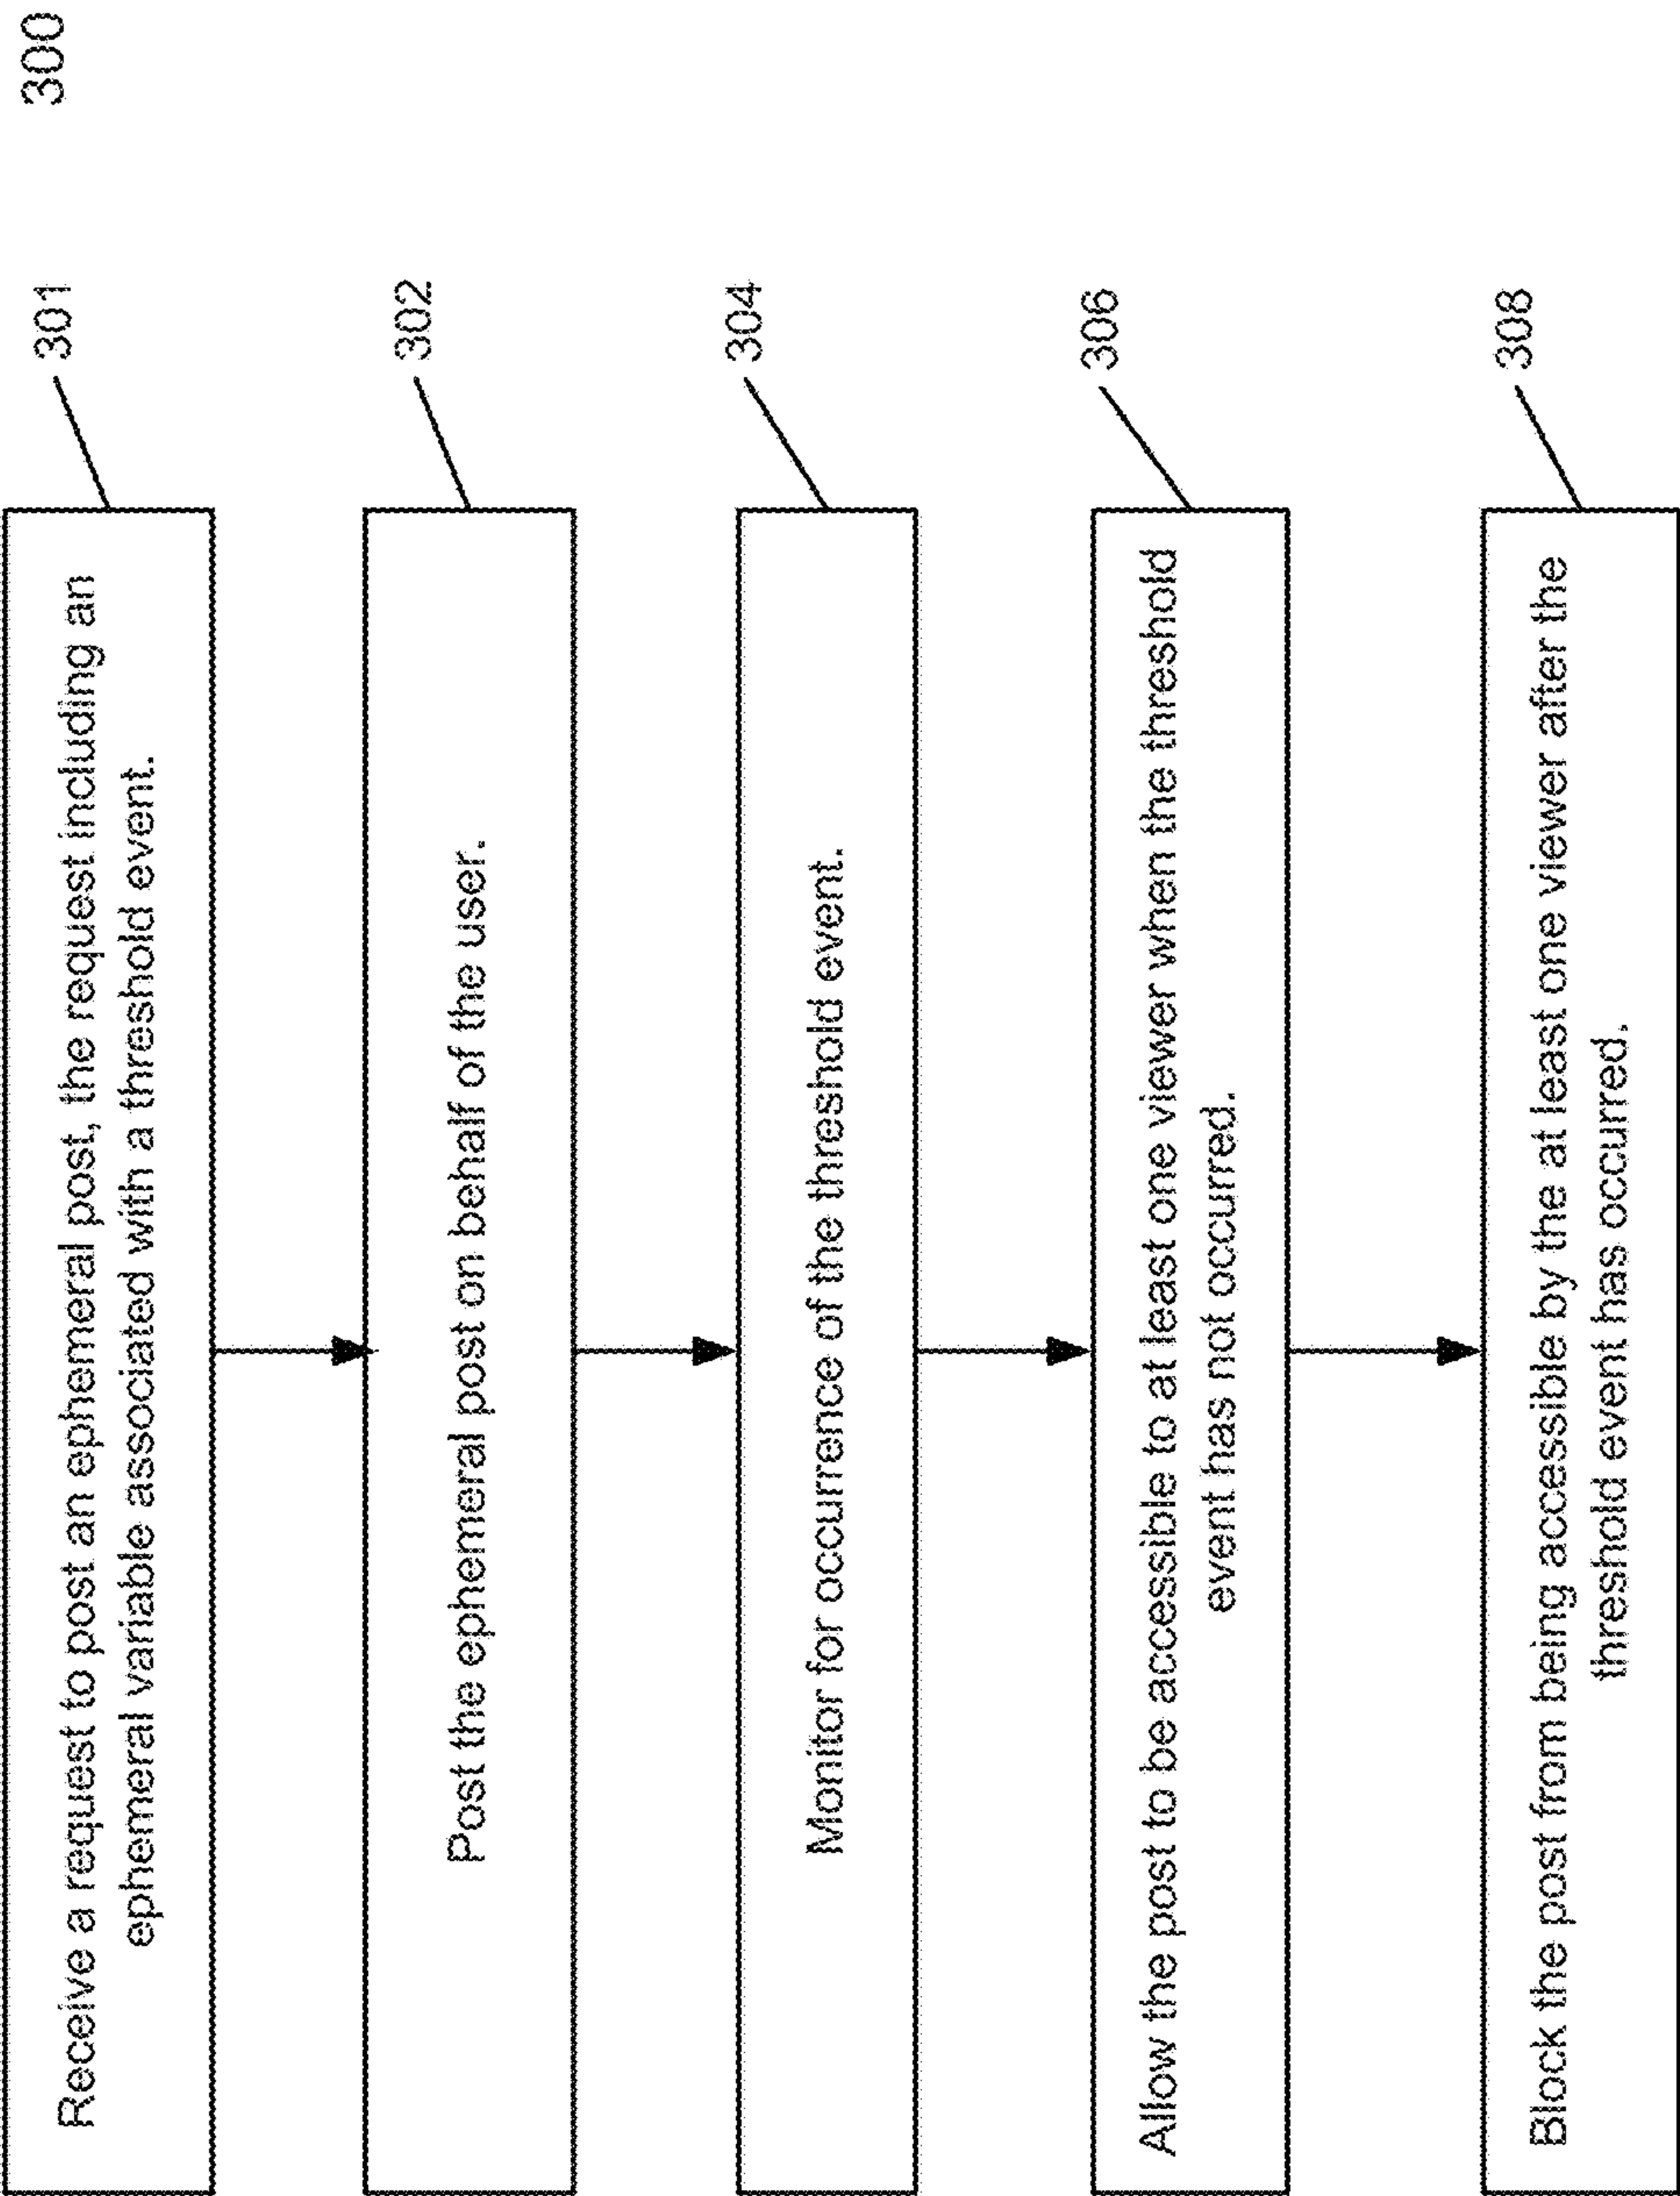 300
Receive a request to post an ephemeral post, the request including an
ephemeral variable associated with a threshold event.
301
Post the ephemeral post on behalf of the user.
302
Monitor for occurrence of the threshold event.
304
Allow the post to be accessible to at least one viewer when the threshold
event has not occurred.
306
Block the post from being accessible by the at least one viewer after the
threshold event has occurred.
308